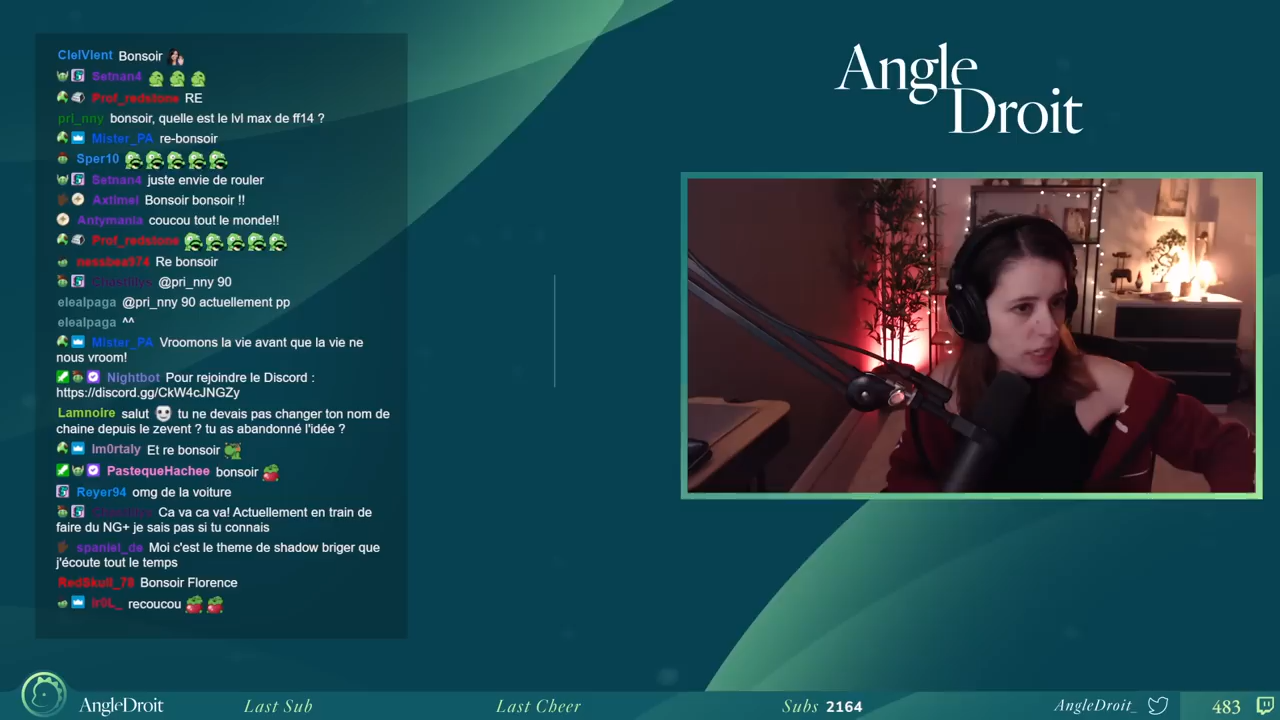 CielVient Bonsoir
Setnan4
Prof_redstone RE
pri_nny bonsoir, quelle est le lvl max de ff14 ?
Mister_PA re-bonsoir
Sper10
Setnan4 juste envie de rouler
Axtimel Bonsoir bonsoir !!
Antymania coucou tout le monde!!
Prof_redstone
nessbea974 Re bonsoir
@pri_nny 90
elealpaga @pri_nny 90 actuellement pp
elealpaga ^^
Mister_PA Vroomons la vie avant que la vie ne
nous vroom!
Nightbot Pour rejoindre le Discord :
https://discord.gg/CkW4cJNGZy
Lamnoire salut tu ne devais pas changer ton nom de
chaine depuis le zevent ? tu as abandonné l'idée ?
Im0rtaly Et re bonsoir
PastequeHachee bonsoir
Reyer94 omg de la voiture
Ca va ca va! Actuellement en train de
faire du NG+ je sais pas si tu connais
spaniel_de Moi c'est le theme de shadow briger que
j'écoute tout le temps
RedSkull_78 Bonsoir Florence
Ir0L_ recoucou
Angle
Droit
AngleDroit
Last Sub
Last Cheer
Subs 2164
AngleDroit_
483